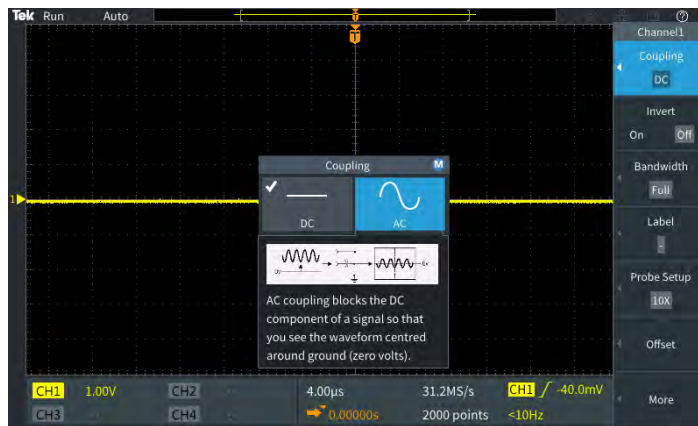 Tek Run Auto
T
T
Channel1
Coupling
DC
Invert
On Off
Bandwidth
Full
Label
-
Probe Setup
10X
Offset
More
1
Coupling M
DC AC
0v 0v
AC coupling blocks the DC
component of a signal so that
you see the waveform centred
around ground (zero volts).
CH1 1.00V CH2 4.00μs 31.2MS/s CH1 -40.0mV
CH3 CH4 0.00000s 2000 points <10Hz